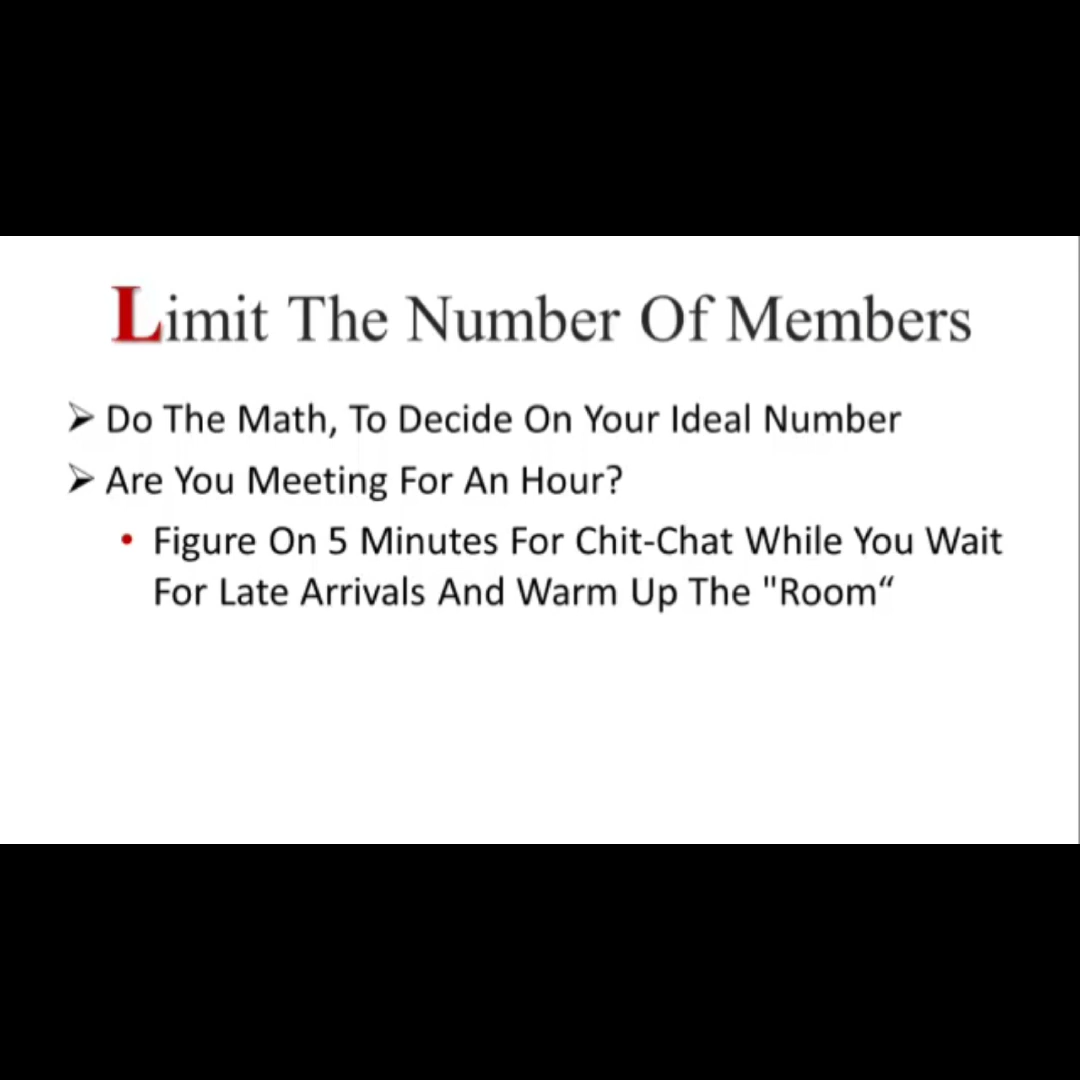 Limit The Number Of Members
➢ Do The Math, To Decide On Your Ideal Number
➢ Are You Meeting For An Hour?
• Figure On 5 Minutes For Chit-Chat While You Wait
For Late Arrivals And Warm Up The "Room“